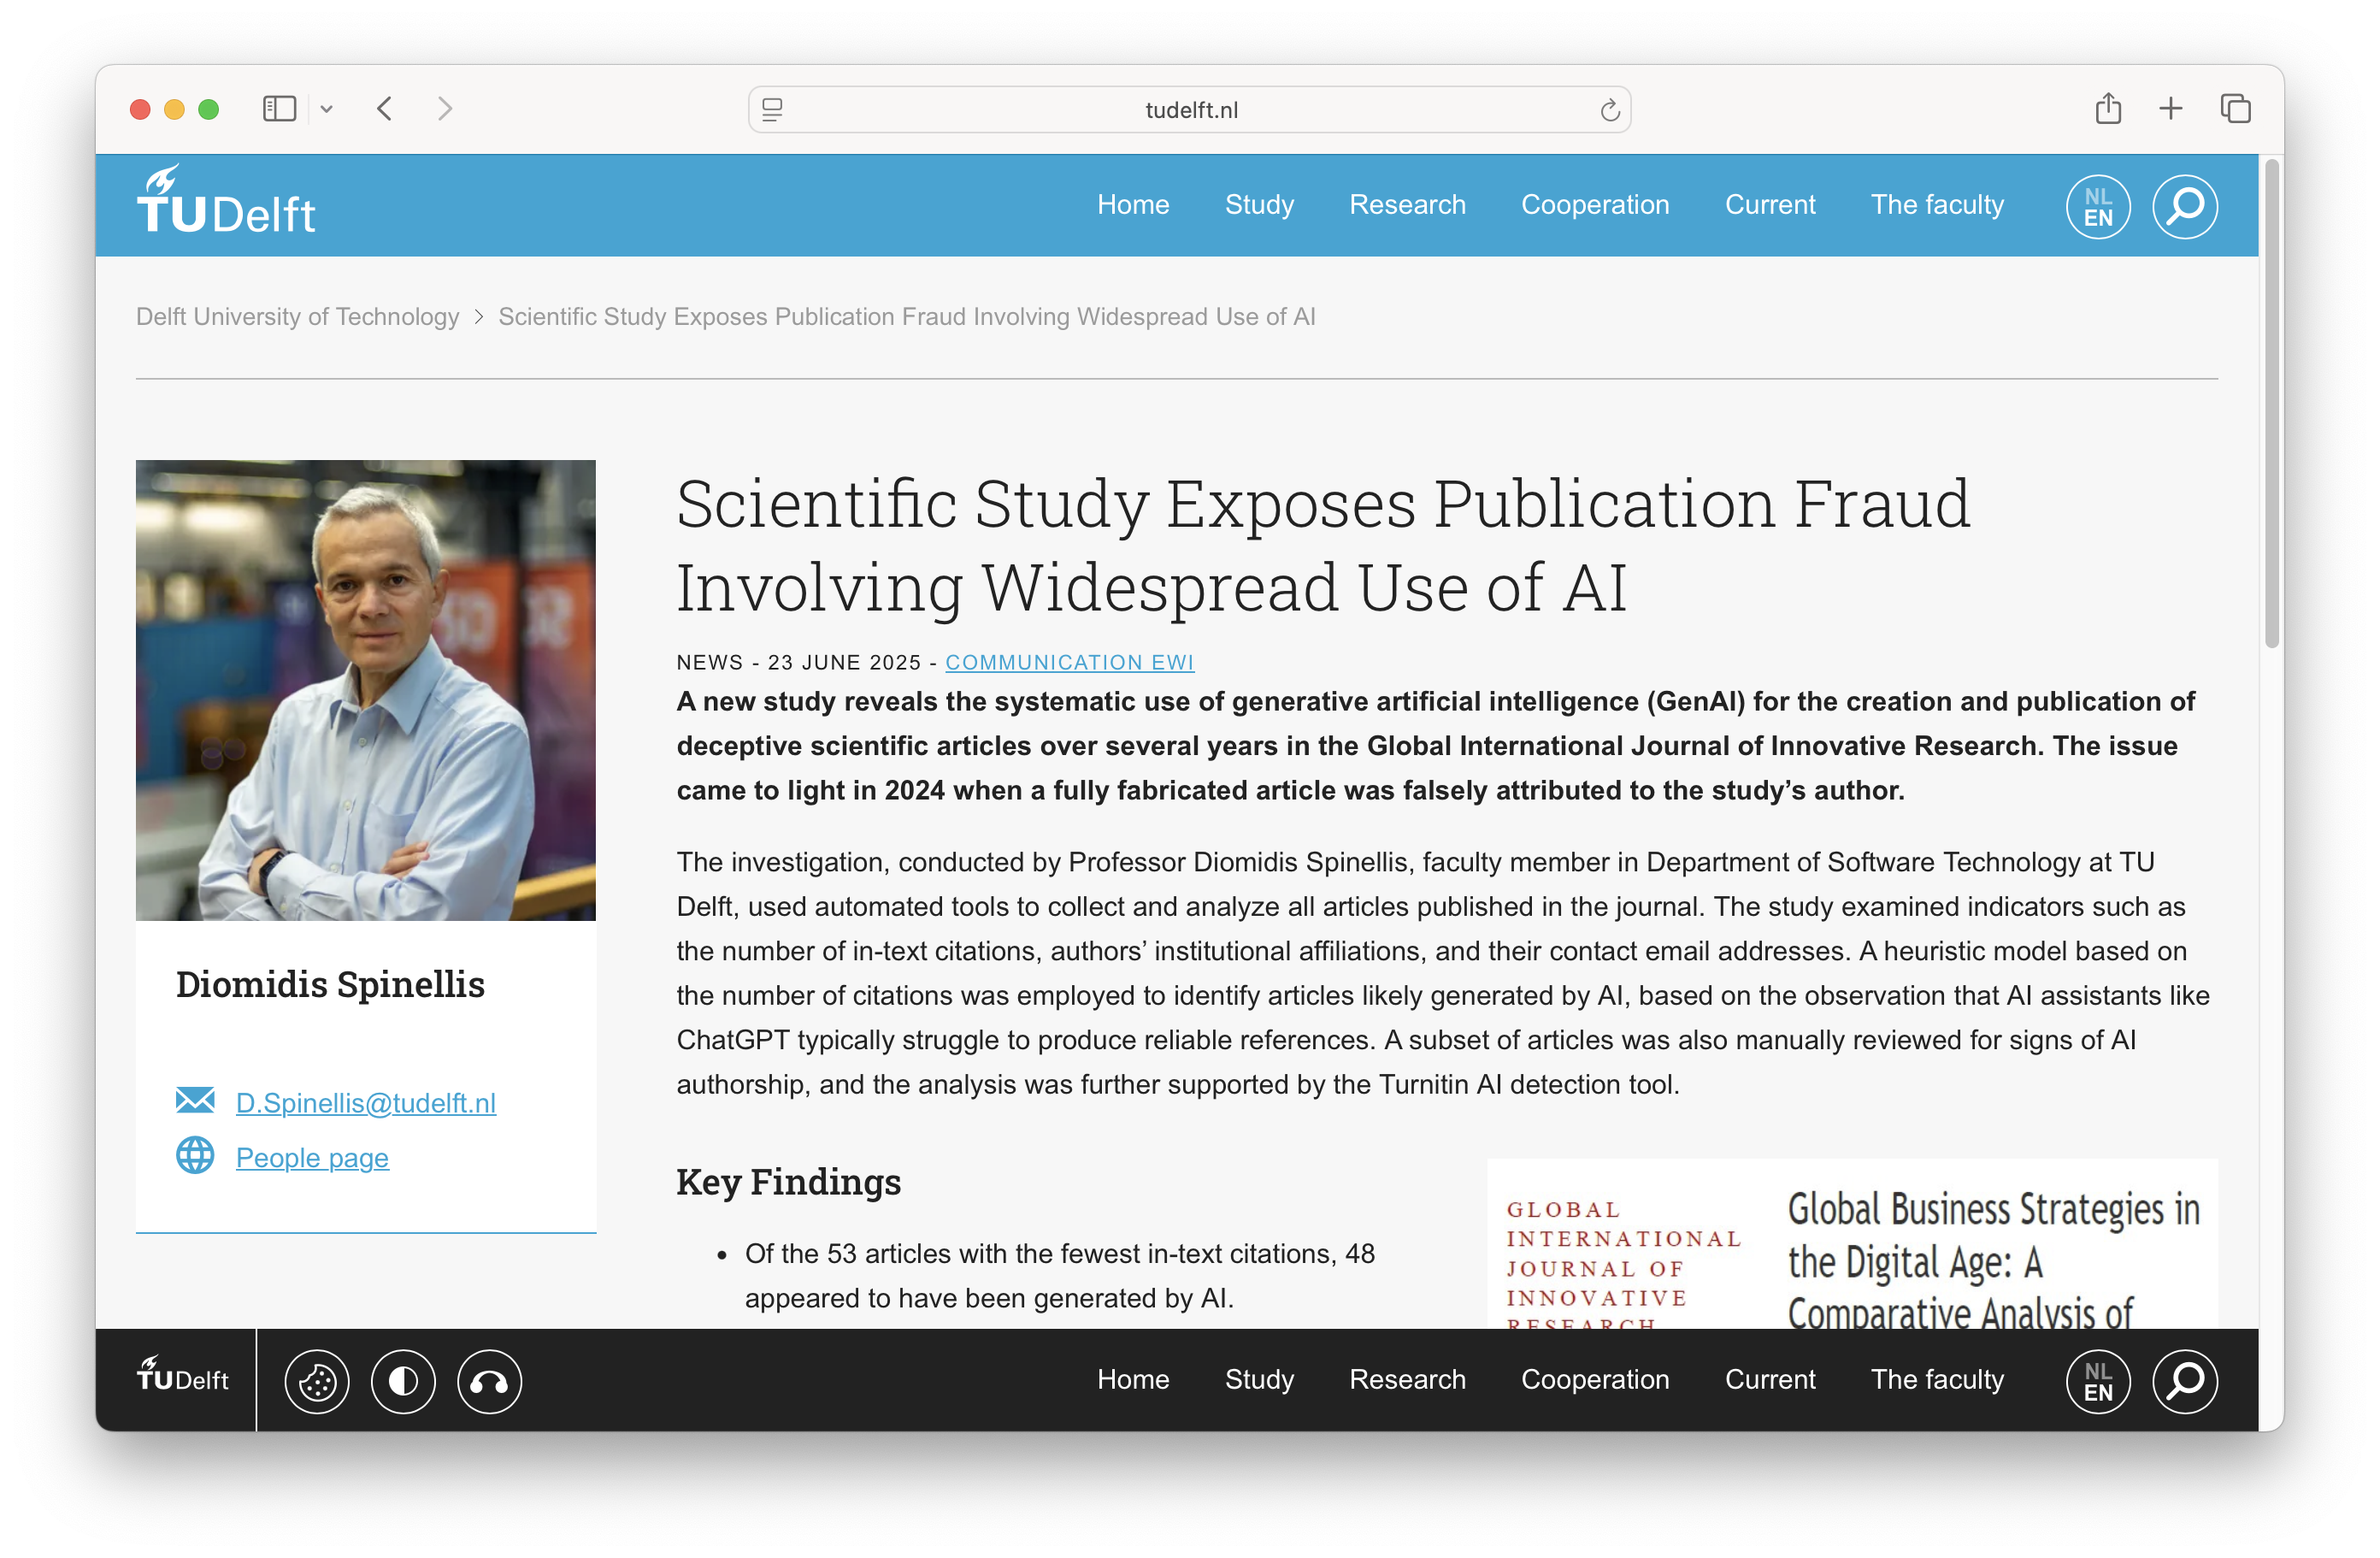 tudelft.nl
TUDelft
Home Study Research Cooperation Current The faculty NL EN
Delft University of Technology > Scientific Study Exposes Publication Fraud Involving Widespread Use of AI
Scientific Study Exposes Publication Fraud
Involving Widespread Use of AI
NEWS - 23 JUNE 2025 - COMMUNICATION EWI
A new study reveals the systematic use of generative artificial intelligence (GenAI) for the creation and publication of
deceptive scientific articles over several years in the Global International Journal of Innovative Research. The issue
came to light in 2024 when a fully fabricated article was falsely attributed to the study’s author.
The investigation, conducted by Professor Diomidis Spinellis, faculty member in Department of Software Technology at TU
Delft, used automated tools to collect and analyze all articles published in the journal. The study examined indicators such as
the number of in-text citations, authors’ institutional affiliations, and their contact email addresses. A heuristic model based on
the number of citations was employed to identify articles likely generated by AI, based on the observation that AI assistants like
ChatGPT typically struggle to produce reliable references. A subset of articles was also manually reviewed for signs of AI
authorship, and the analysis was further supported by the Turnitin AI detection tool.
Diomidis Spinellis
D.Spinellis@tudelft.nl
People page
Key Findings
• Of the 53 articles with the fewest in-text citations, 48
appeared to have been generated by AI.
GLOBAL
INTERNATIONAL
JOURNAL OF
INNOVATIVE
RESEARCH
Global Business Strategies in
the Digital Age: A
Comparative Analysis of
TUDelft
Home Study Research Cooperation Current The faculty NL EN